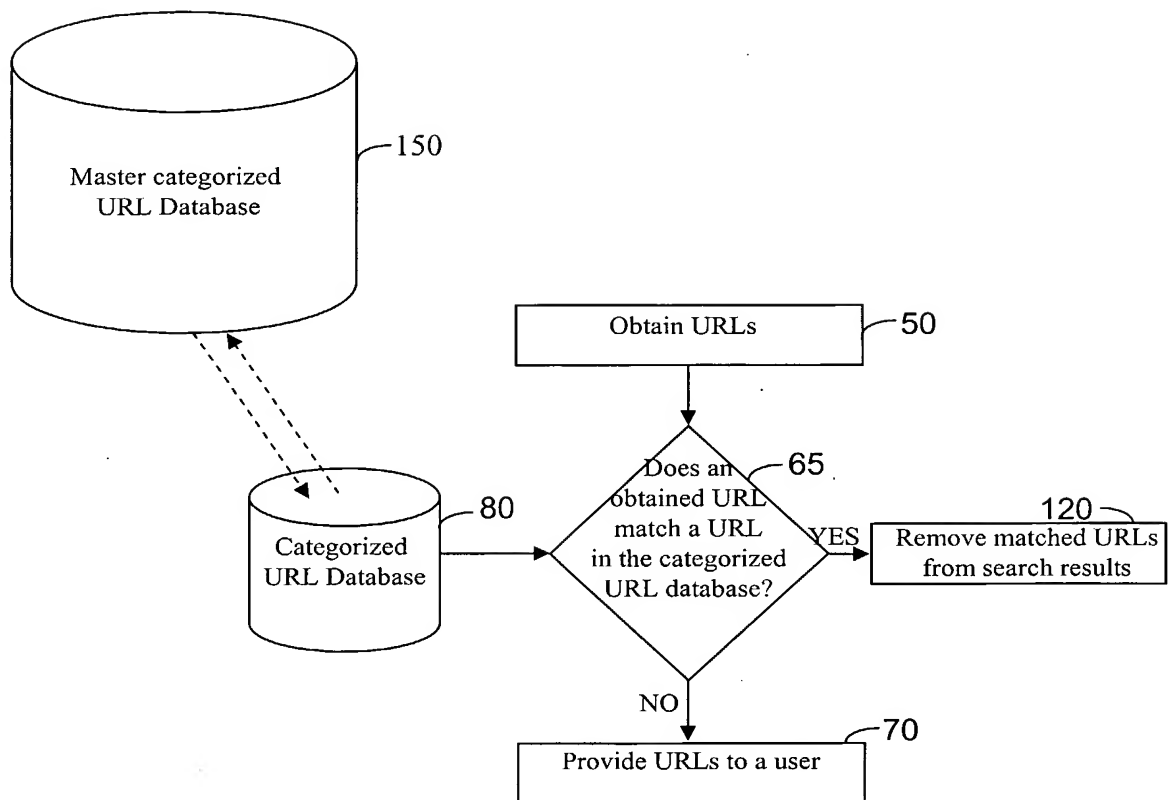 Master categorized
URL Database
150
Obtain URLs
50
Does an
obtained URL
match a URL
in the categorized
URL database?
65
Categorized
URL Database
80
YES
120
Remove matched URLs
from search results
NO
70
Provide URLs to a user